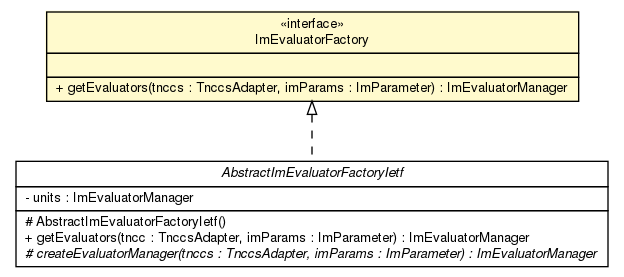 «interface»
ImEvaluatorFactory
+ getEvaluators(tnccs : TnccsAdapter, imParams : ImParameter) : ImEvaluatorManager
AbstractImEvaluatorFactoryIetf
- units : ImEvaluatorManager
# AbstractImEvaluatorFactoryIetf()
+ getEvaluators(tncc : TnccsAdapter, imParams : ImParameter) : ImEvaluatorManager
# createEvaluatorManager(tnccs : TnccsAdapter, imParams : ImParameter) : ImEvaluatorManager